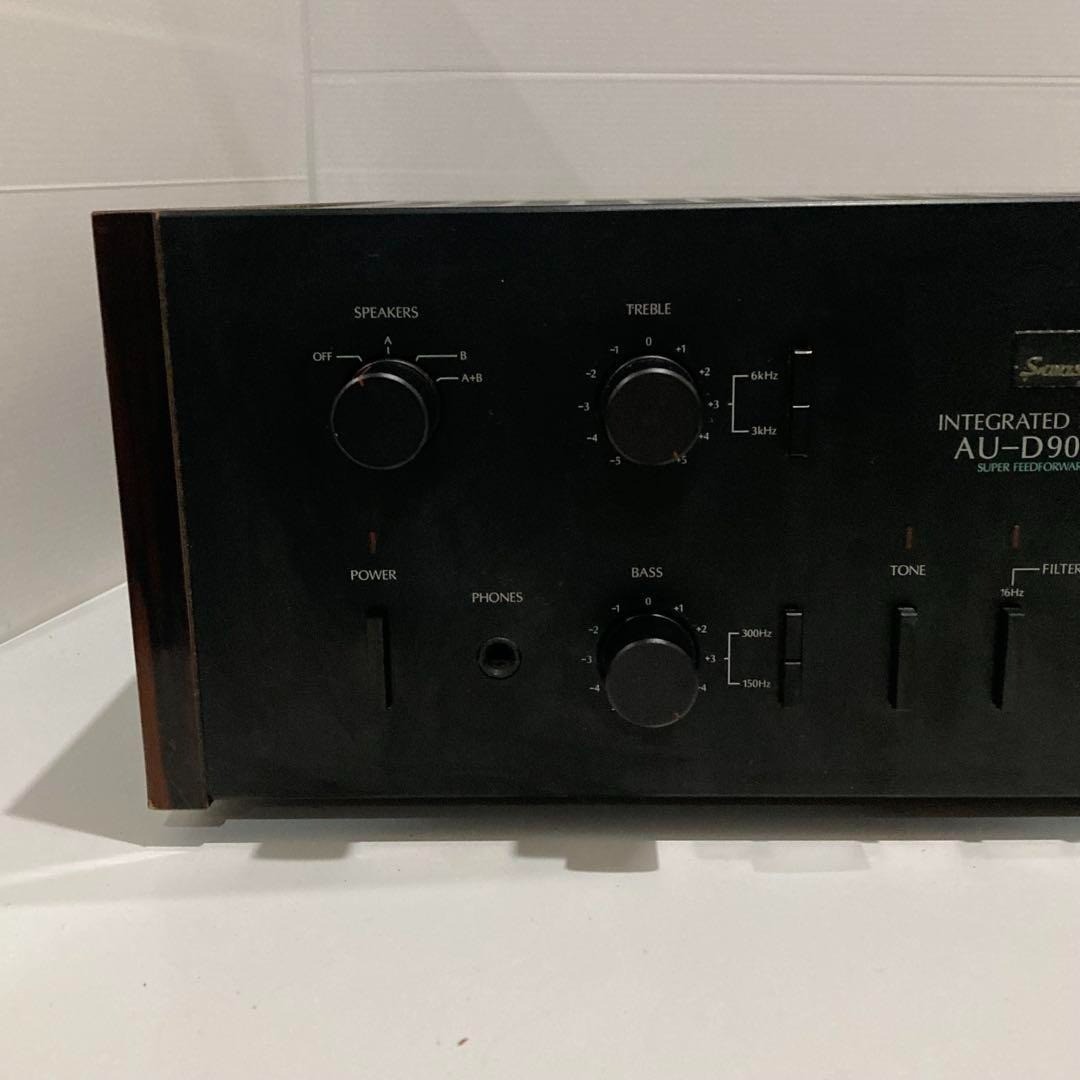 SPEAKERS
OFF A B A+B
TREBLE
-5 -4 -3 -2 -1 0 +1 +2 +3 +4 +5
6kHz
3kHz
Sans
INTEGRATED
AU-D90
SUPER FEEDFORWAR
POWER
PHONES
BASS
-4 -3 -2 -1 0 +1 +2 +3 -4
300Hz
150Hz
TONE
FILTER
16Hz